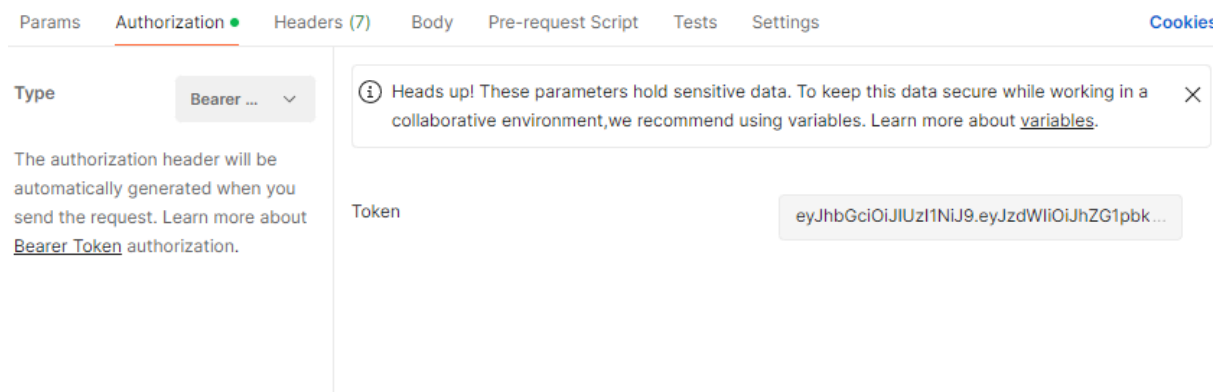 Params Authorization Headers (7) Body Pre-request Script Tests Settings Cookies
Type
Bearer ...
The authorization header will be
automatically generated when you
send the request. Learn more about
Bearer Token authorization.
Heads up! These parameters hold sensitive data. To keep this data secure while working in a
collaborative environment,we recommend using variables. Learn more about variables.
Token
eyJhbGciOiJIUzI1NiJ9.eyJzdWIiOiJhZG1pbk...